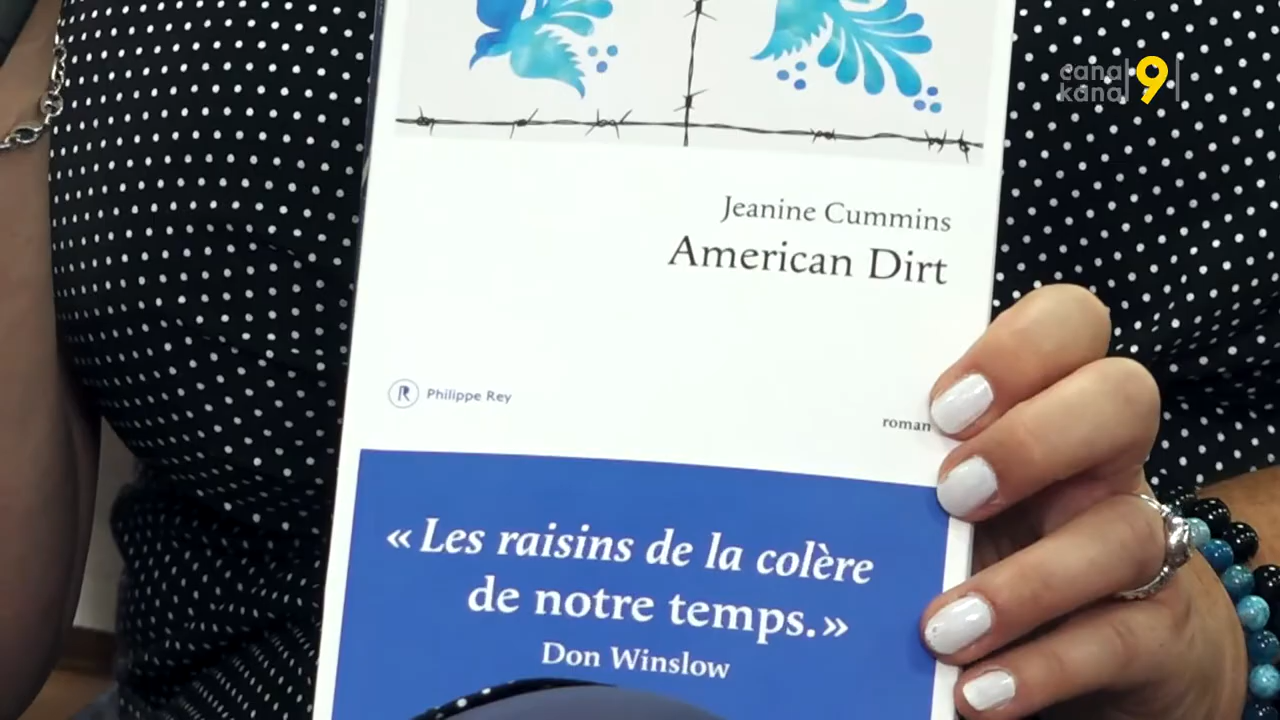 canal 9
kanal
Jeanine Cummins
American Dirt
R Philippe Rey
roman
« Les raisins de la colère
de notre temps. »
Don Winslow